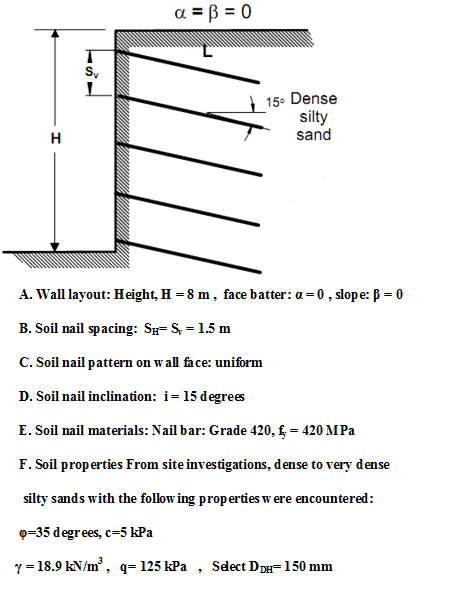 α = β = 0
L
Sv
15° Dense
silty
sand
H
A. Wall layout: Height, H = 8 m , face batter: α = 0 , slope: β = 0
B. Soil nail spacing: SH= Sv = 1.5 m
C. Soil nail pattern on wall face: uniform
D. Soil nail inclination: i = 15 degrees
E. Soil nail materials: Nail bar: Grade 420, fy = 420 MPa
F. Soil properties From site investigations, dense to very dense
silty sands with the following properties were encountered:
φ=35 degrees, c=5 kPa
γ = 18.9 kN/m³ , q= 125 kPa , Select DDH= 150 mm